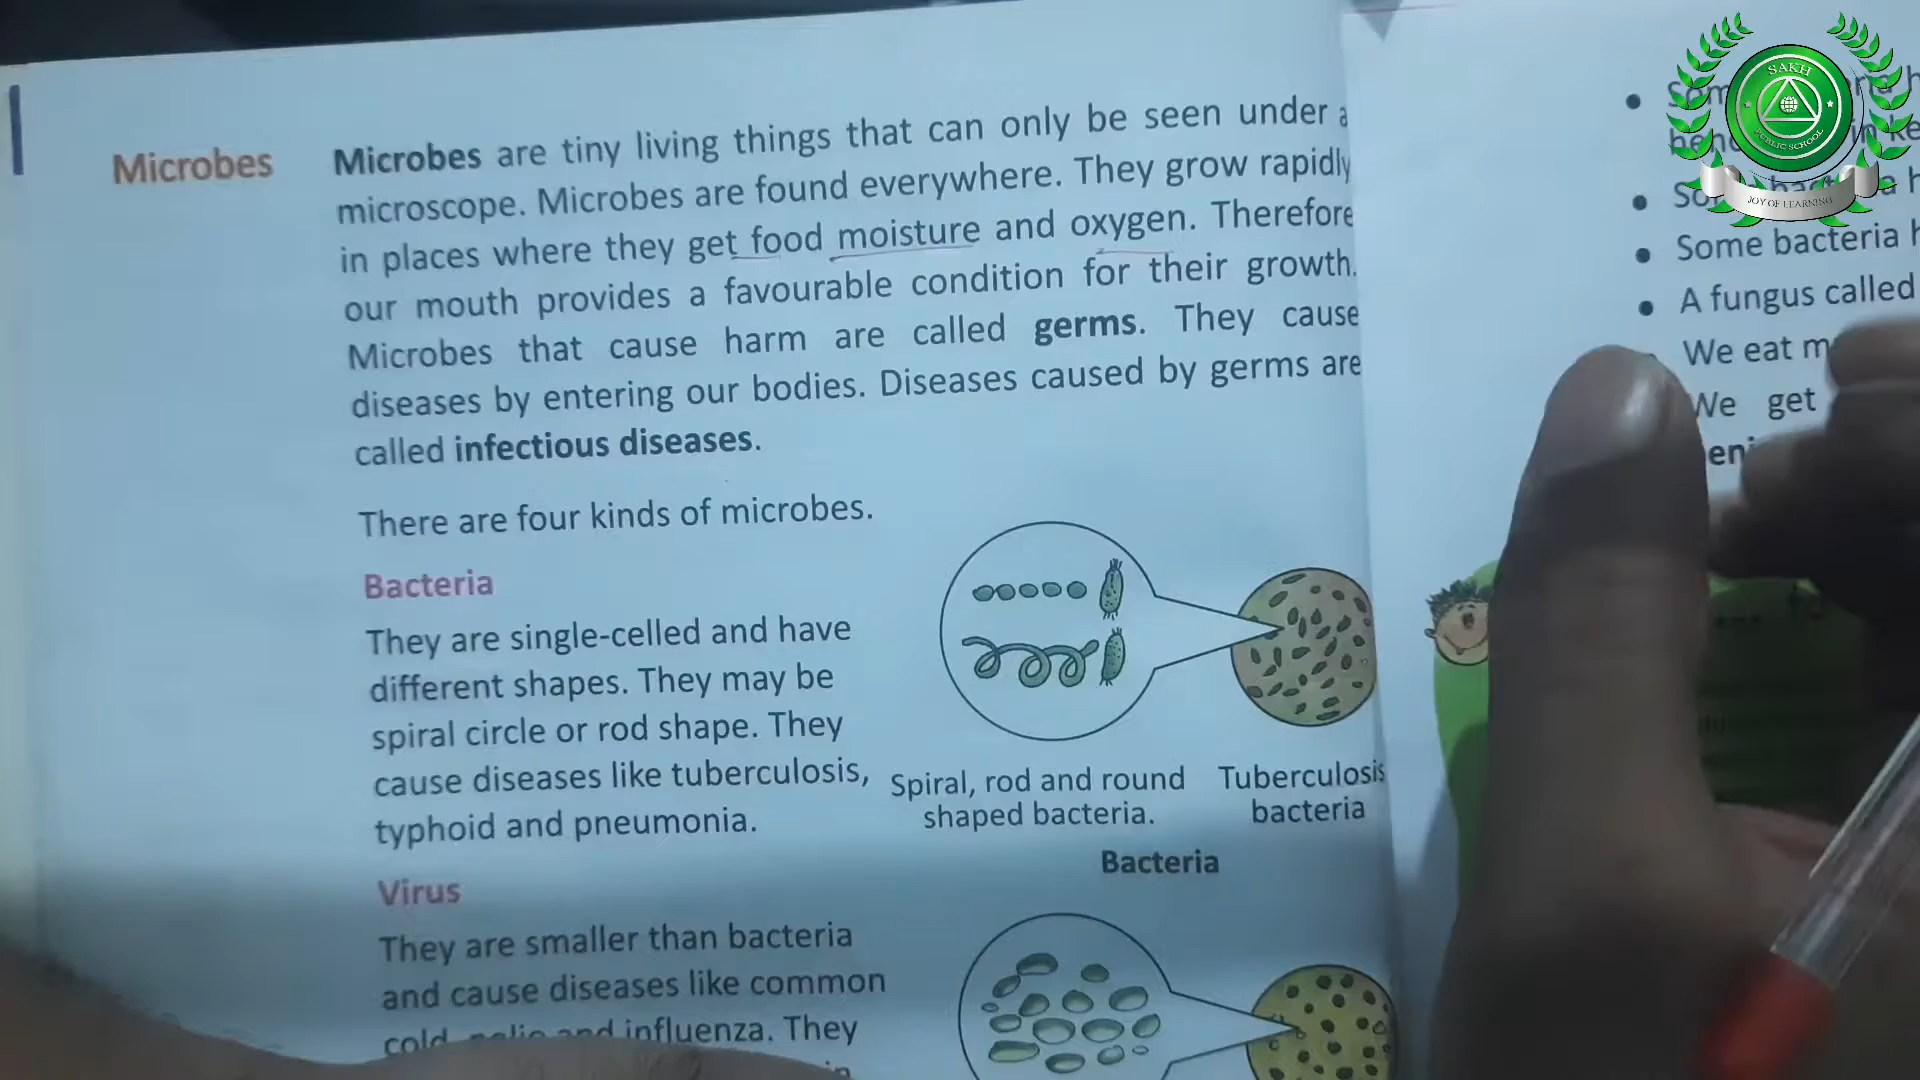 Microbes
Microbes are tiny living things that can only be seen under a
microscope. Microbes are found everywhere. They grow rapidly
in places where they get food moisture and oxygen. Therefore
our mouth provides a favourable condition for their growth.
Microbes that cause harm are called germs. They cause
diseases by entering our bodies. Diseases caused by germs are
called infectious diseases.
There are four kinds of microbes.
Bacteria
They are single-celled and have
different shapes. They may be
spiral circle or rod shape. They
cause diseases like tuberculosis,
typhoid and pneumonia.
Spiral, rod and round
shaped bacteria.
Tuberculosis
bacteria
Bacteria
Virus
They are smaller than bacteria
and cause diseases like common
cold, polio and influenza. They
Some bacteria
A fungus called
We eat
We get
SAKH
PUBLIC SCHOOL
JOY OF LEARNING